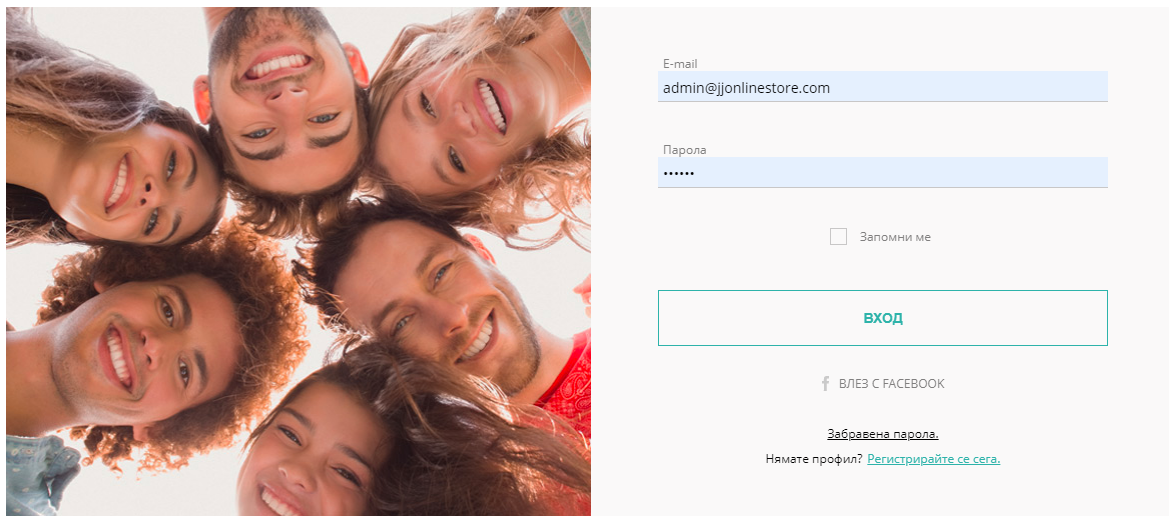 E-mail
admin@jjonlinestore.com
Парола
••••••
Запомни ме
ВХОД
ВЛЕЗ С FACEBOOK
Забравена парола.
Нямате профил? Регистрирайте се сега.